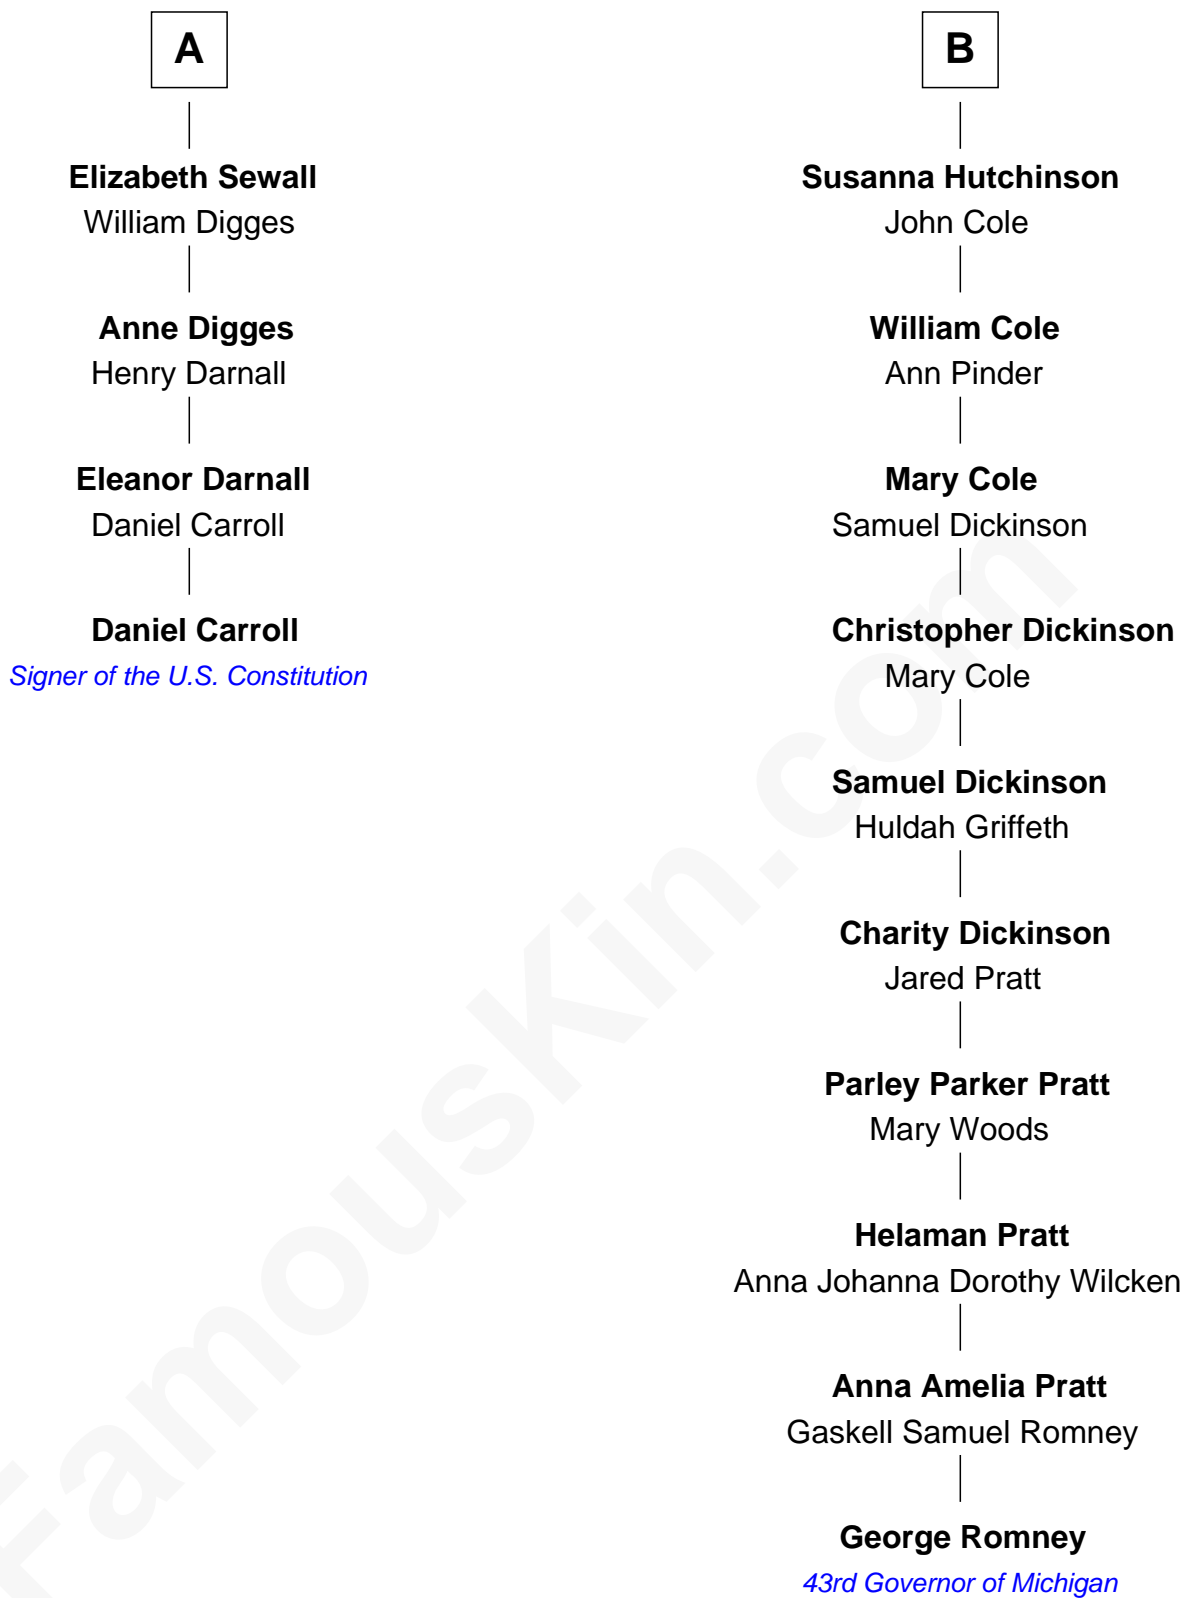 A
Elizabeth Sewall
William Digges
Anne Digges
Henry Darnall
Eleanor Darnall
Daniel Carroll
Daniel Carroll
Signer of the U.S. Constitution
B
Susanna Hutchinson
John Cole
William Cole
Ann Pinder
Mary Cole
Samuel Dickinson
Christopher Dickinson
Mary Cole
Samuel Dickinson
Huldah Griffeth
Charity Dickinson
Jared Pratt
Parley Parker Pratt
Mary Woods
Helaman Pratt
Anna Johanna Dorothy Wilcken
Anna Amelia Pratt
Gaskell Samuel Romney
George Romney
43rd Governor of Michigan
FamousKin.com